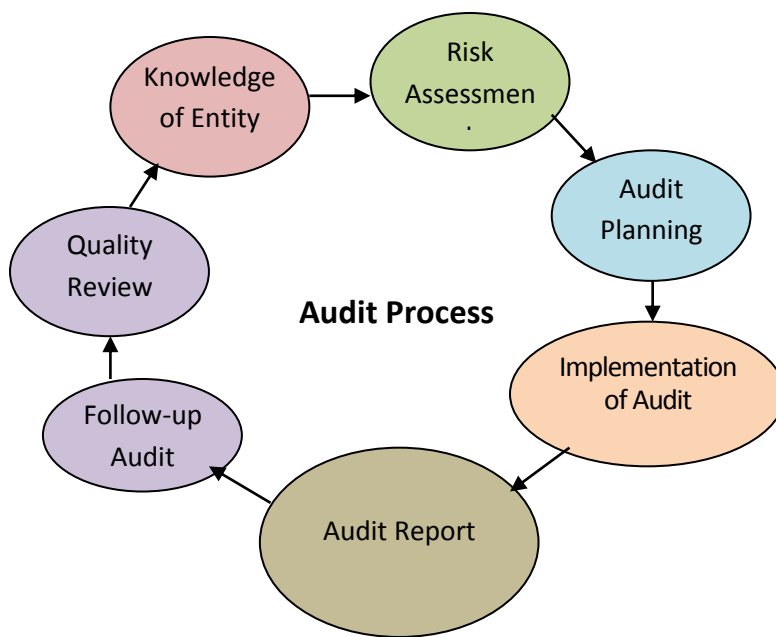 Knowledge
of Entity
Risk
Assessmen
.
Audit
Planning
Quality
Review
Audit Process
Implementation
of Audit
Follow-up
Audit
Audit Report